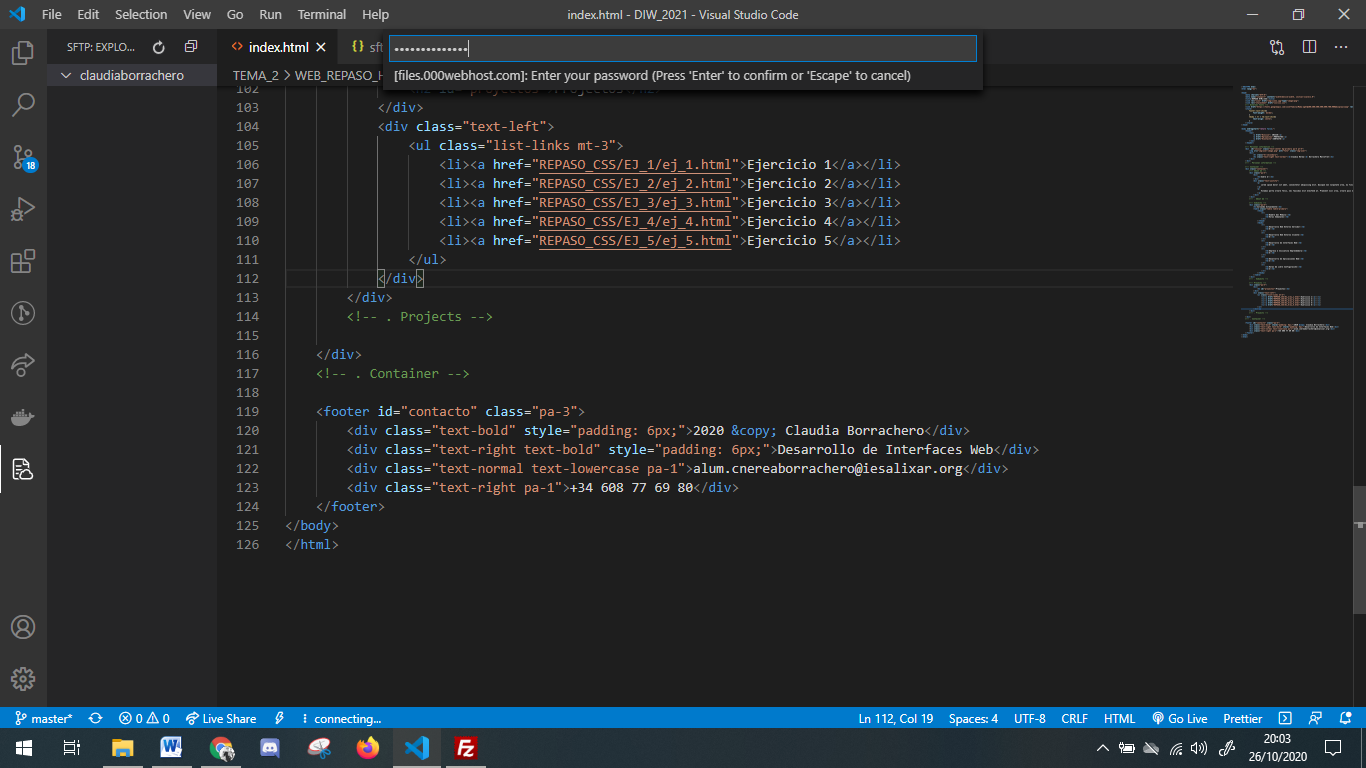 File Edit Selection View Go Run Terminal Help
index.html - DIW_2021 - Visual Studio Code
SFTP: EXPLO...
claudiaborrachero
18
index.html
{} sft
••••••••••••••
[files.000webhost.com]: Enter your password (Press 'Enter' to confirm or 'Escape' to cancel)
TEMA_2 > WEB_REPASO_H
102 <h2 id="proyectos">Proyectos</h2>
103 </div>
104 <div class="text-left">
105 <ul class="list-links mt-3">
106 <li><a href="REPASO_CSS/EJ_1/ej_1.html">Ejercicio 1</a></li>
107 <li><a href="REPASO_CSS/EJ_2/ej_2.html">Ejercicio 2</a></li>
108 <li><a href="REPASO_CSS/EJ_3/ej_3.html">Ejercicio 3</a></li>
109 <li><a href="REPASO_CSS/EJ_4/ej_4.html">Ejercicio 4</a></li>
110 <li><a href="REPASO_CSS/EJ_5/ej_5.html">Ejercicio 5</a></li>
111 </ul>
112 </div>
113 </div>
114 <!-- . Projects -->
115
116 </div>
117 <!-- . Container -->
118
119 <footer id="contacto" class="pa-3">
120 <div class="text-bold" style="padding: 6px;">2020 &copy; Claudia Borrachero</div>
121 <div class="text-right text-bold" style="padding: 6px;">Desarrollo de Interfaces Web</div>
122 <div class="text-normal text-lowercase pa-1">alum.cnereaborrachero@iesalixar.org</div>
123 <div class="text-right pa-1">+34 608 77 69 80</div>
124 </footer>
125 </body>
126 </html>
master* 0 0 Live Share connecting... Ln 112, Col 19 Spaces: 4 UTF-8 CRLF HTML Go Live Prettier
20:03
26/10/2020